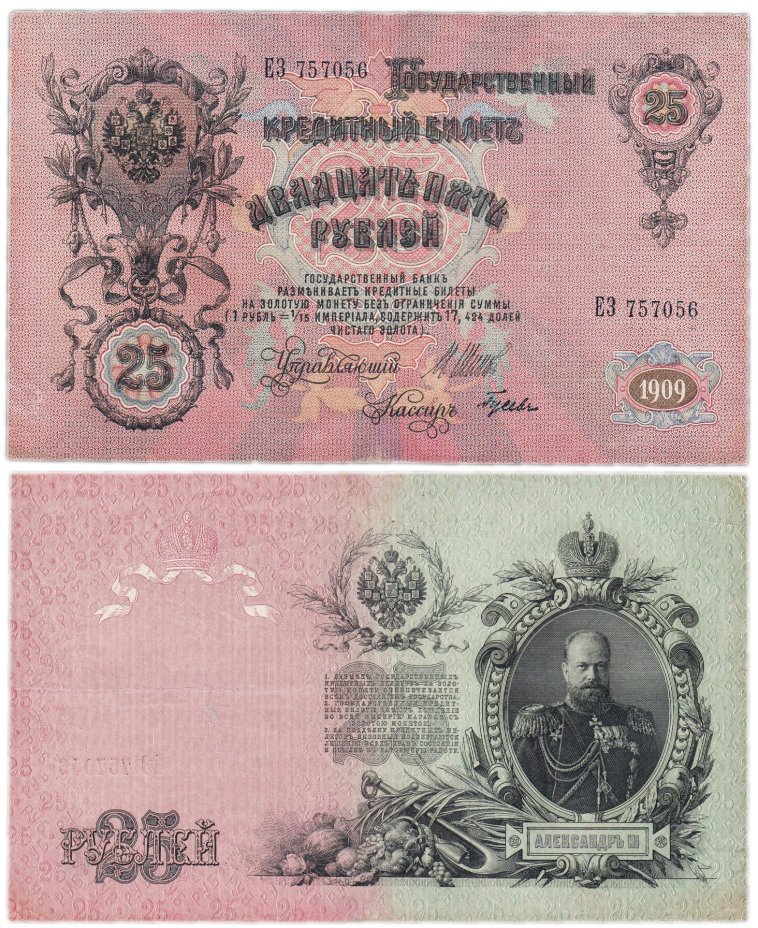 ЕЗ 757056
Государственный
25
Кредитный Билетъ
Двадцать Пять
Рублей
ГОСУДАРСТВЕННЫЙ БАНКЪ
РАЗМѢНИВАЕТЪ КРЕДИТНЫЕ БИЛЕТЫ
НА ЗОЛОТУЮ МОНЕТУ БЕЗЪ ОГРАНИЧЕНІЯ СУММЫ
(1 РУБЛЬ = 1/15 ИМПЕРІАЛА, СОДЕРЖИТЪ 17, 424 ДОЛЕЙ
ЧИСТАГО ЗОЛОТА).
ЕЗ 757056
25
Управляющій
1909
Кассиръ Гусевъ
25
РУБЛЕЙ
АЛЕКСАНДРЪ III